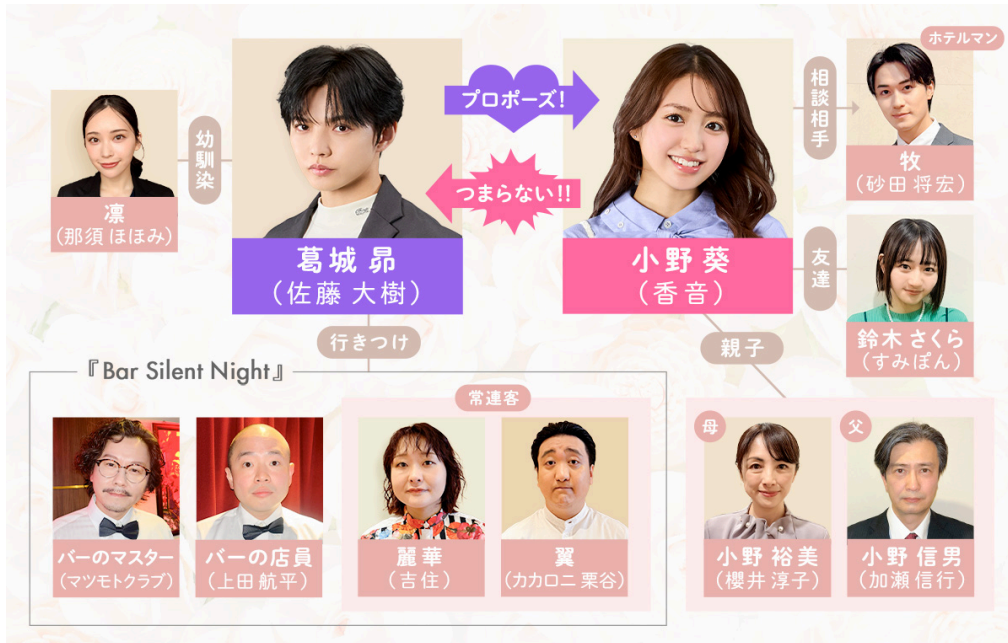 ホテルマン
プロポーズ!
相談相手
幼馴染
つまらない!!
牧
(砂田 将宏)
凛
(那須 ほほみ)
葛城 昴
(佐藤 大樹)
小野 葵
(香音)
友達
鈴木 さくら
(すみぽん)
行きつけ
親子
『Bar Silent Night』
常連客
母
父
バーのマスター
(マツモトクラブ)
バーの店員
(上田 航平)
麗華
(吉住)
翼
(カカロニ 栗谷)
小野 裕美
(櫻井 淳子)
小野 信男
(加瀬 信行)